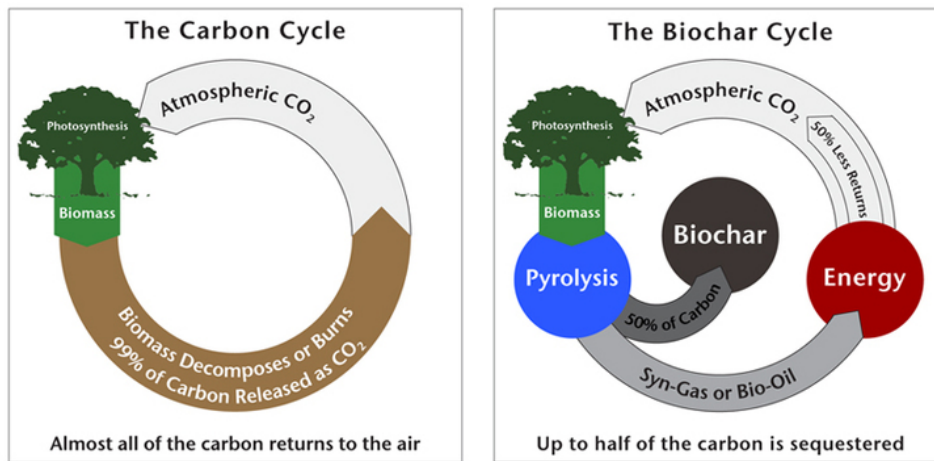 The Carbon Cycle
Atmospheric CO₂
Photosynthesis
Biomass
Biomass Decomposes or Burns
99% of Carbon Released as CO₂
Almost all of the carbon returns to the air
The Biochar Cycle
Atmospheric CO₂
50% Less Returns
Photosynthesis
Biomass
Biochar
Pyrolysis
Energy
50% of Carbon
Syn-Gas or Bio-Oil
Up to half of the carbon is sequestered